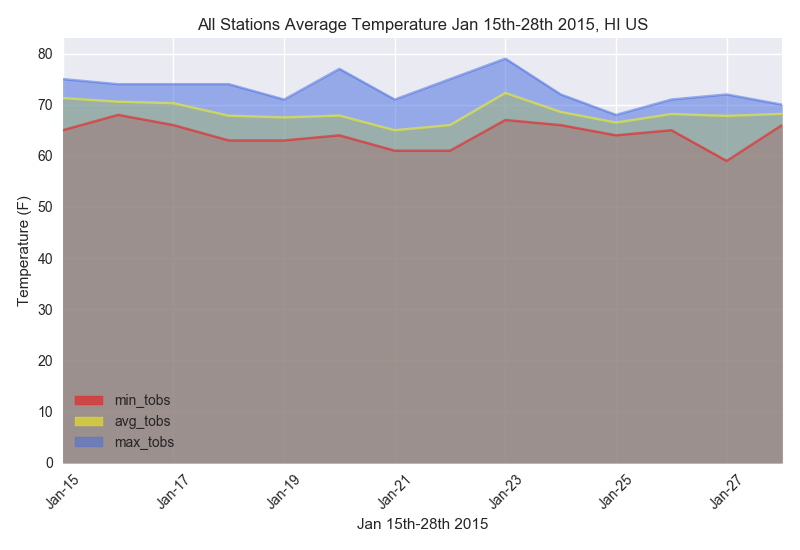 All Stations Average Temperature Jan 15th-28th 2015, HI US
Temperature (F)
80
70
60
50
40
30
20
10
0
min_tobs
avg_tobs
max_tobs
Jan-15
Jan-17
Jan-19
Jan-21
Jan-23
Jan-25
Jan-27
Jan 15th-28th 2015